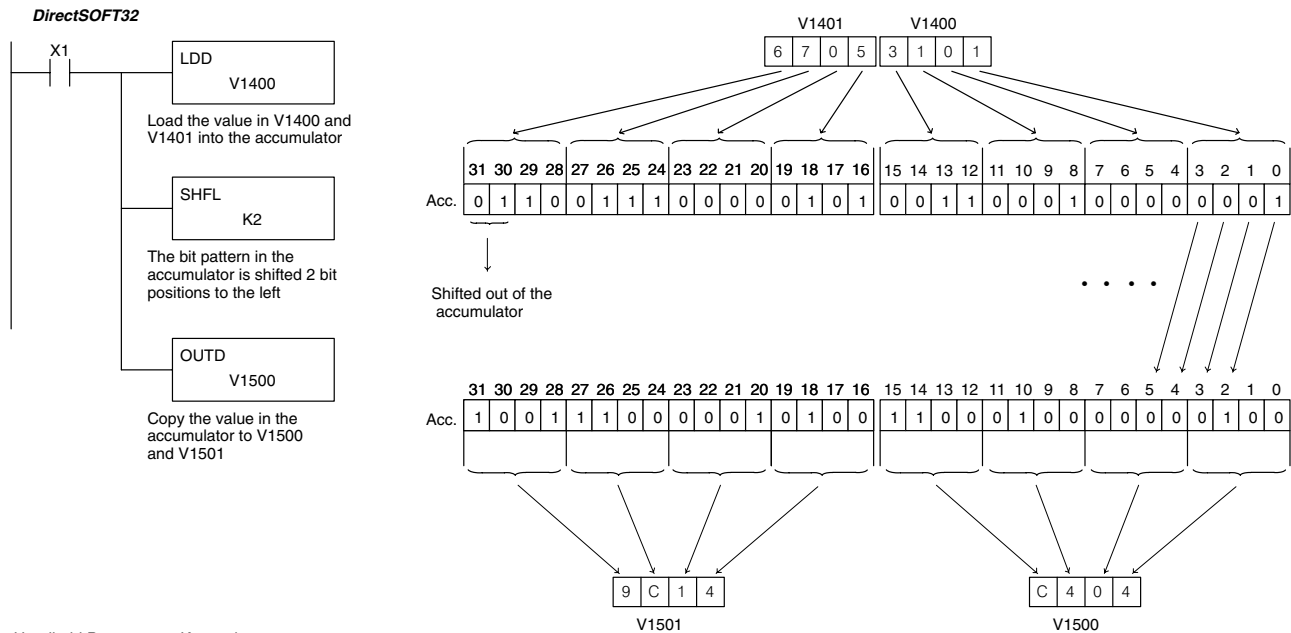 DirectSOFT32
X1
LDD
V1400
Load the value in V1400 and
V1401 into the accumulator
SHFL
K2
The bit pattern in the
accumulator is shifted 2 bit
positions to the left
OUTD
V1500
Copy the value in the
accumulator to V1500
and V1501
V1401 V1400
6 7 0 5 3 1 0 1
31 30 29 28 27 26 25 24 23 22 21 20 19 18 17 16 15 14 13 12 11 10 9 8 7 6 5 4 3 2 1 0
Acc. 0 1 1 0 0 1 1 1 0 0 0 0 0 1 0 1 0 0 1 1 0 0 0 1 0 0 0 0 0 0 0 1
Shifted out of the
accumulator
. . . .
31 30 29 28 27 26 25 24 23 22 21 20 19 18 17 16 15 14 13 12 11 10 9 8 7 6 5 4 3 2 1 0
Acc. 1 0 0 1 1 1 0 0 0 0 0 1 0 1 0 0 1 1 0 0 0 1 0 0 0 0 0 0 0 1 0 0
9 C 1 4 C 4 0 4
V1501 V1500